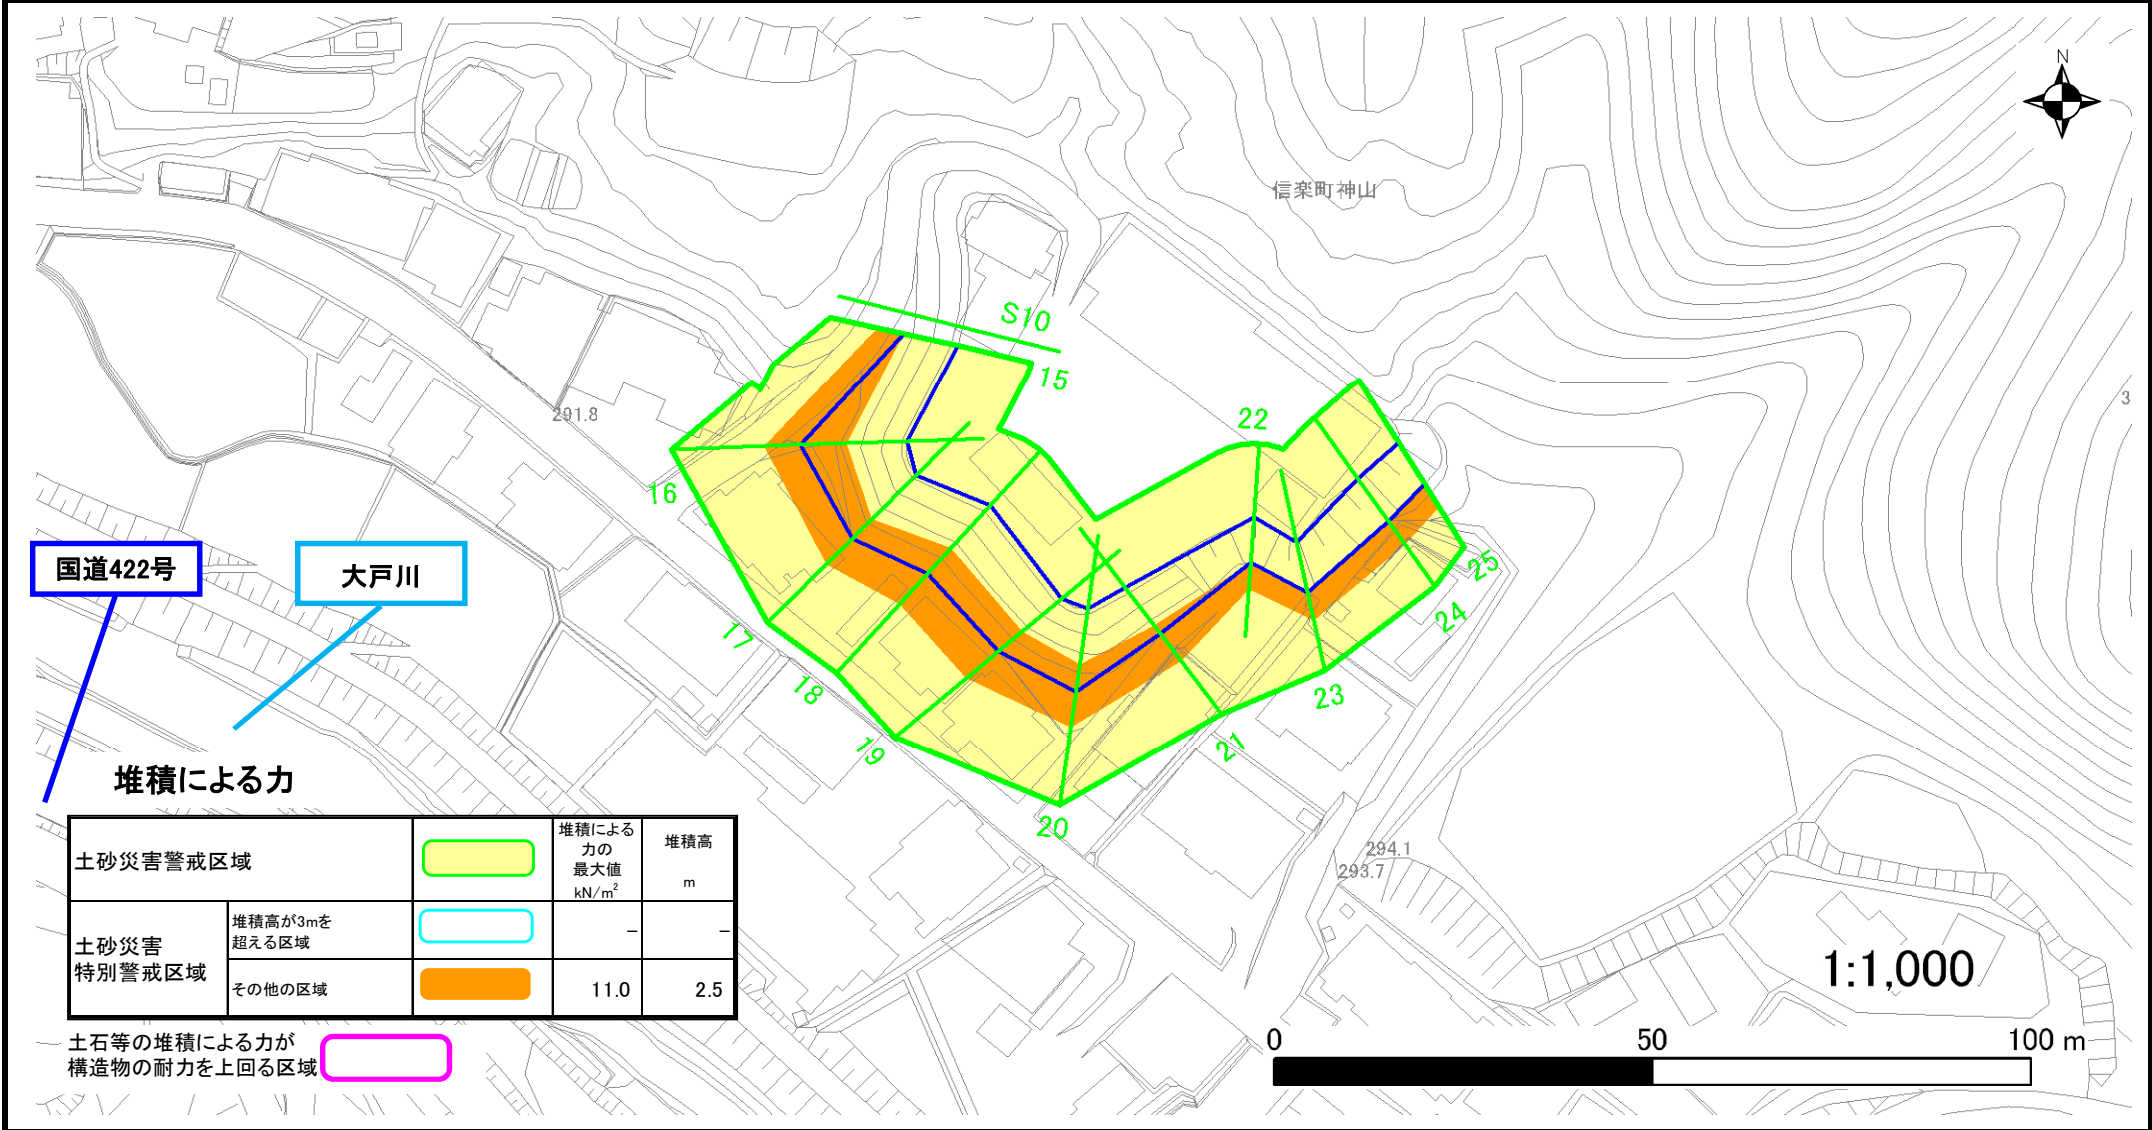 N
信楽町神山
S10
15
3
22
291.8
16
25
国道422号
大戸川
24
17
18
23
19
21
堆積による力
20
堆積による
力の
最大値
kN/m²
堆積高
m
土砂災害警戒区域
294.1
293.7
土砂災害
特別警戒区域
堆積高が3mを
超える区域
–
–
その他の区域
11.0
2.5
1:1,000
土石等の堆積による力が
構造物の耐力を上回る区域
0
50
100 m